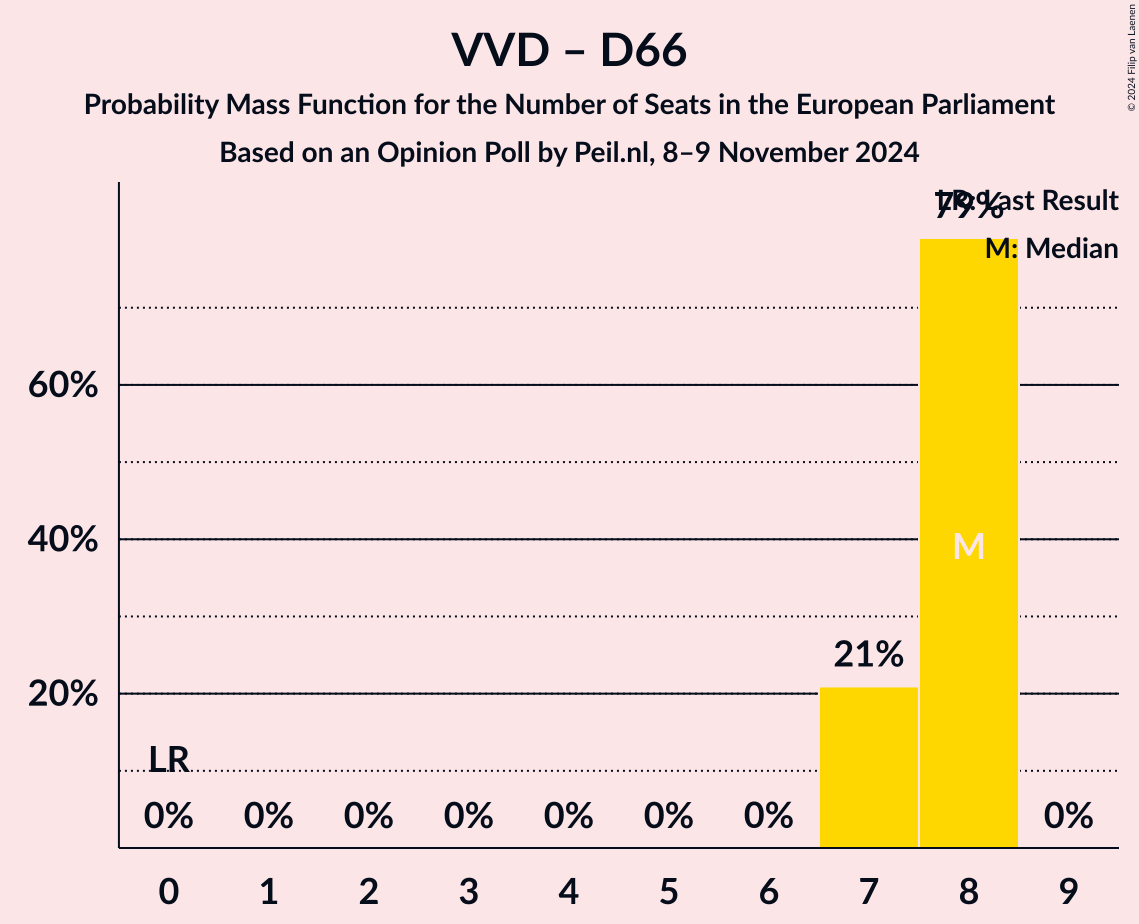 VVD – D66
Probability Mass Function for the Number of Seats in the European Parliament
Based on an Opinion Poll by Peil.nl, 8–9 November 2024
© 2024 Filip van Laenen
LR: Last Result
M: Median
79%
60%
40%
20%
M
21%
LR
0% 0% 0% 0% 0% 0% 0% 0%
0 1 2 3 4 5 6 7 8 9